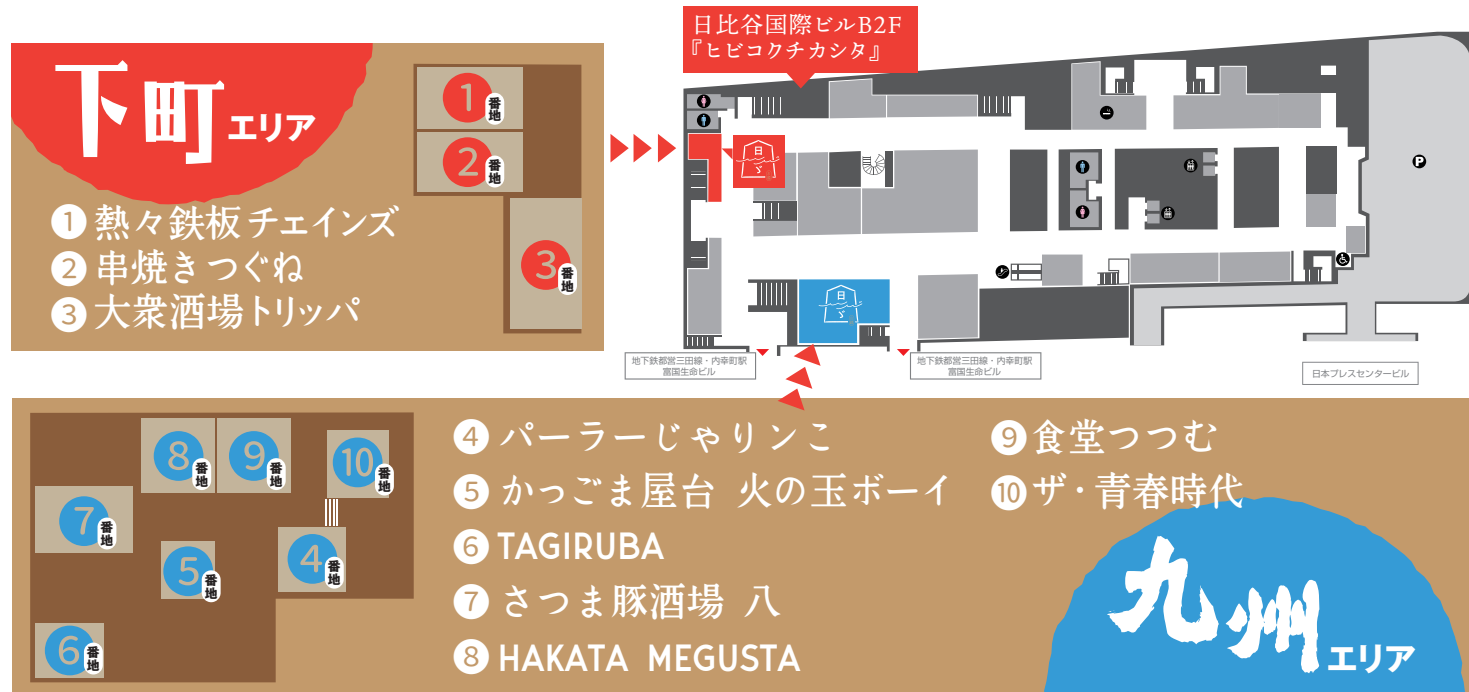 日比谷国際ビルB2F
『ヒビコクチカシタ』
下町エリア
① 熱々鉄板 チェインズ
② 串焼き つぐね
③ 大衆酒場トリッパ
1 番地
2 番地
3 番地
日
P
日
地下鉄都営三田線・内幸町駅
富国生命ビル
地下鉄都営三田線・内幸町駅
富国生命ビル
日本プレスセンタービル
8 番地
9 番地
10 番地
7 番地
5 番地
4 番地
6 番地
④ パーラーじゃりンこ
⑤ かっごま屋台 火の玉ボーイ
⑥ TAGIRUBA
⑦ さつま豚酒場 八
⑧ HAKATA MEGUSTA
⑨ 食堂つつむ
⑩ ザ・青春時代
九州エリア